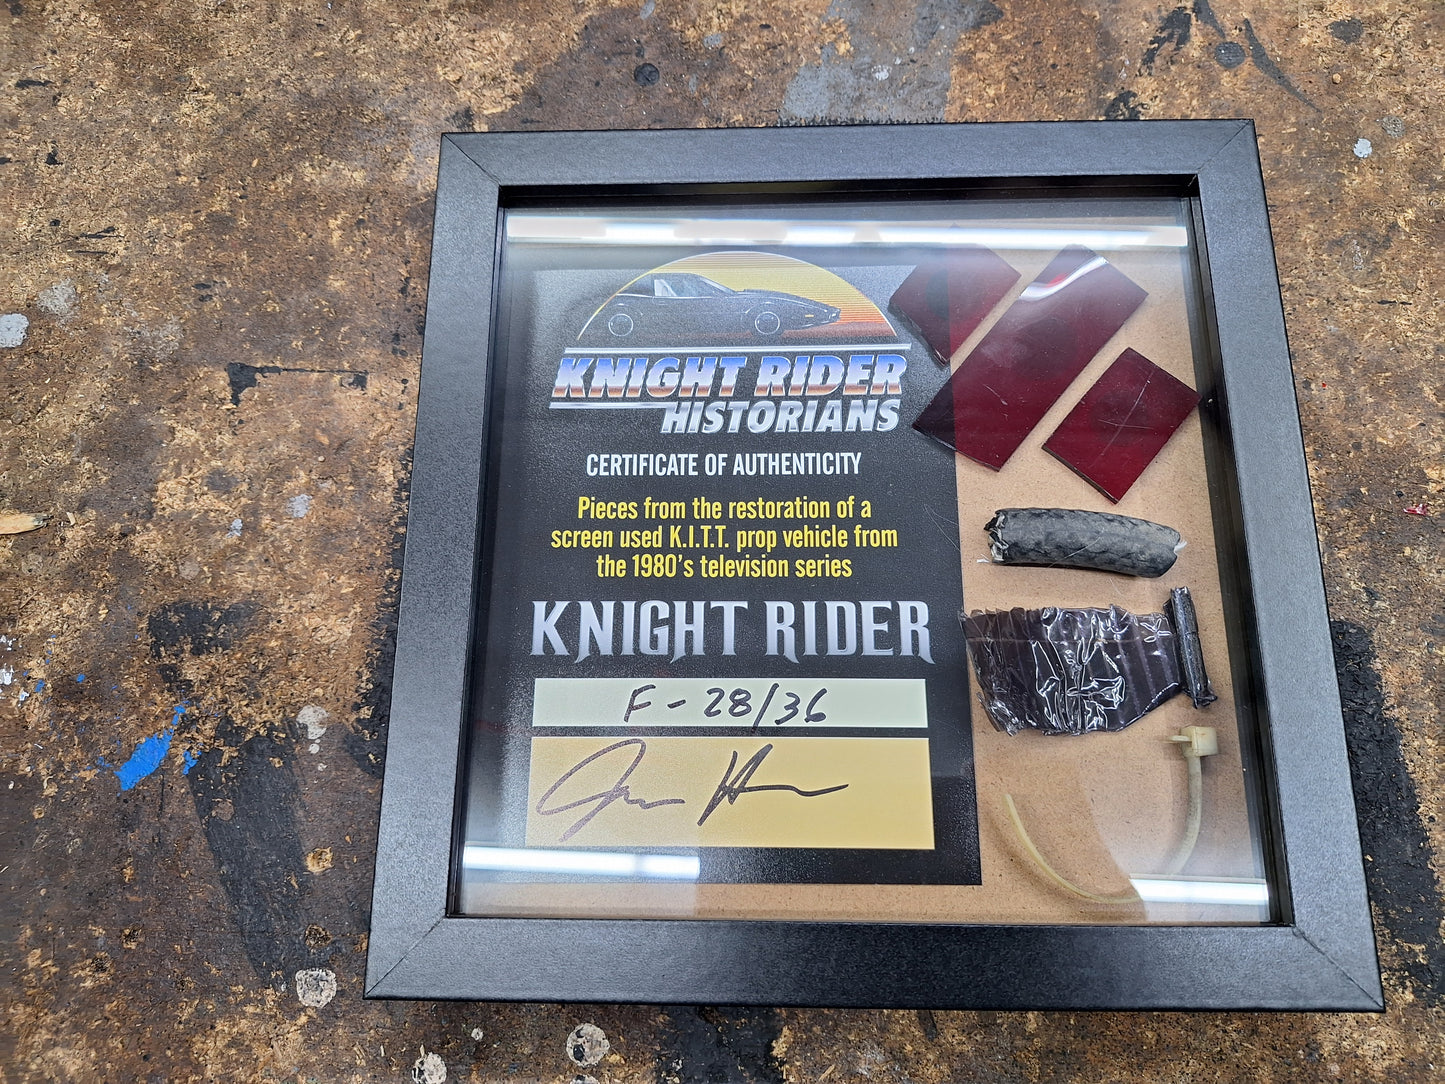 KNIGHT RIDER
HISTORIANS
CERTIFICATE OF AUTHENTICITY
Pieces from the restoration of a
screen used K.I.T.T. prop vehicle from
the 1980's television series
KNIGHT RIDER
F-28/36